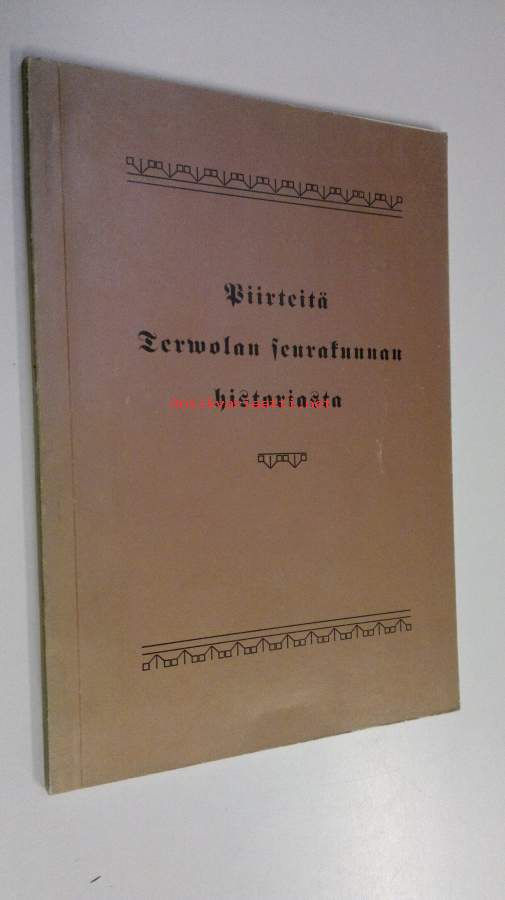 Piirteitä
Terwolan seurakunnan
historiasta